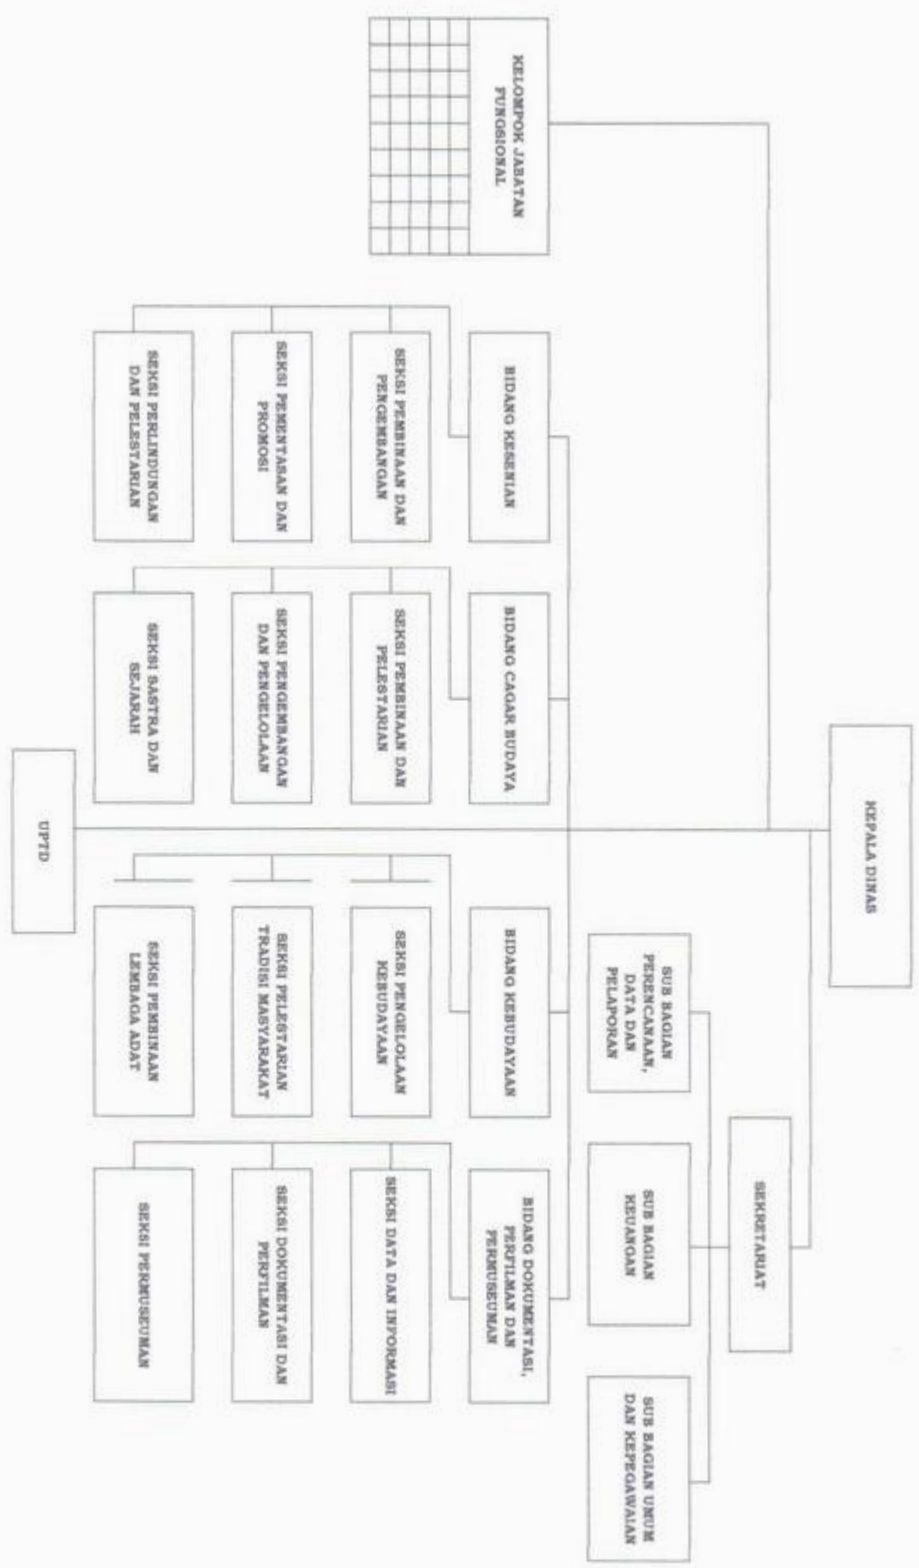 KEPALA DINAS
KELOMPOK JABATAN
FUNGSIONAL
SEKRETARIAT
SUB BAGIAN
PERENCANAAN,
DATA DAN
PELAPORAN
SUB BAGIAN
KEUANGAN
SUB BAGIAN UMUM
DAN KEPEGAWAIAN
BIDANG KESENIAN
BIDANG CAGAR BUDAYA
BIDANG KEBUDAYAAN
BIDANG DOKUMENTASI,
PERFILMAN DAN
PERMUSEUMAN
SEKSI PEMBINAAN DAN
PENGEMBANGAN
SEKSI PEMBINAAN DAN
PELESTARIAN
SEKSI PENGELOLAAN
KEBUDAYAAN
SEKSI DATA DAN INFORMASI
SEKSI PEMENTASAN DAN
PROMOSI
SEKSI PENGEMBANGAN
DAN PENGELOLAAN
SEKSI PELESTARIAN
TRADISI MASYARAKAT
SEKSI DOKUMENTASI DAN
PERFILMAN
SEKSI PERLINDUNGAN
DAN PELESTARIAN
SEKSI SASTRA DAN
SEJARAH
SEKSI PEMBINAAN
LEMBAGA ADAT
SEKSI PERMUSEUMAN
UPTD